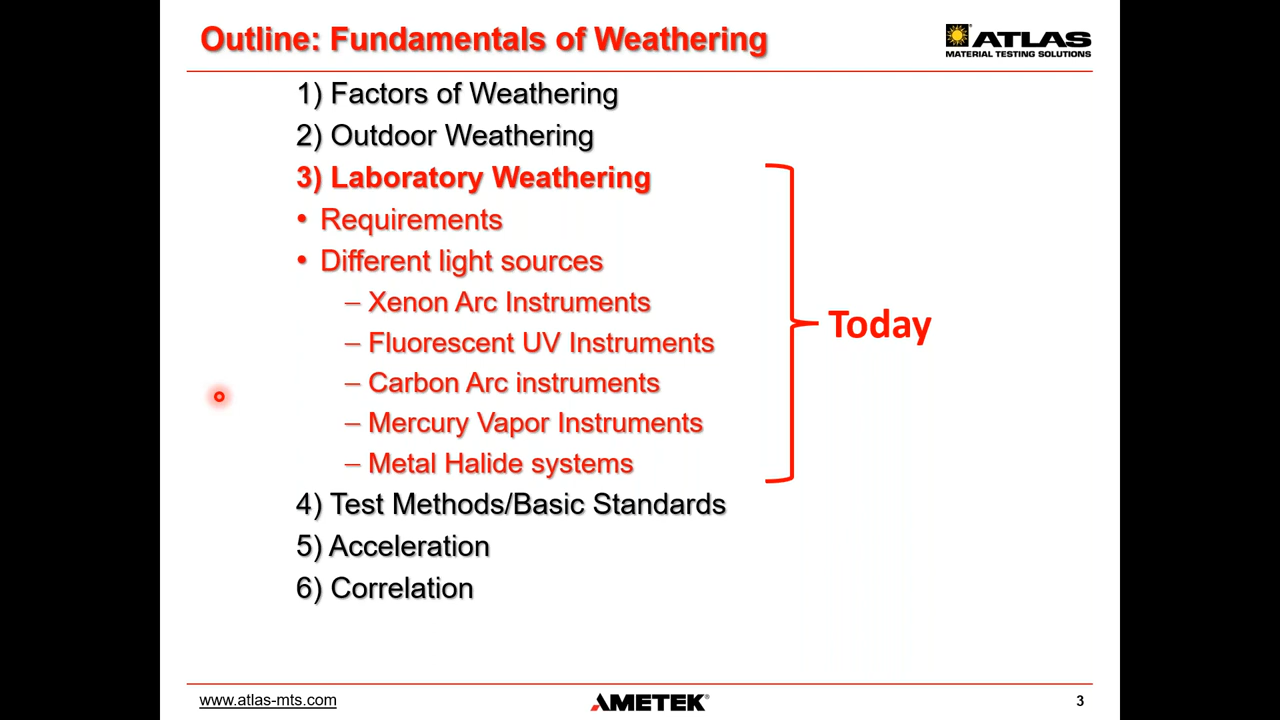 Outline: Fundamentals of Weathering
ATLAS
MATERIAL TESTING SOLUTIONS
1) Factors of Weathering
2) Outdoor Weathering
3) Laboratory Weathering
• Requirements
• Different light sources
– Xenon Arc Instruments
– Fluorescent UV Instruments
– Carbon Arc instruments
– Mercury Vapor Instruments
– Metal Halide systems
Today
4) Test Methods/Basic Standards
5) Acceleration
6) Correlation
www.atlas-mts.com
AMETEK®
3